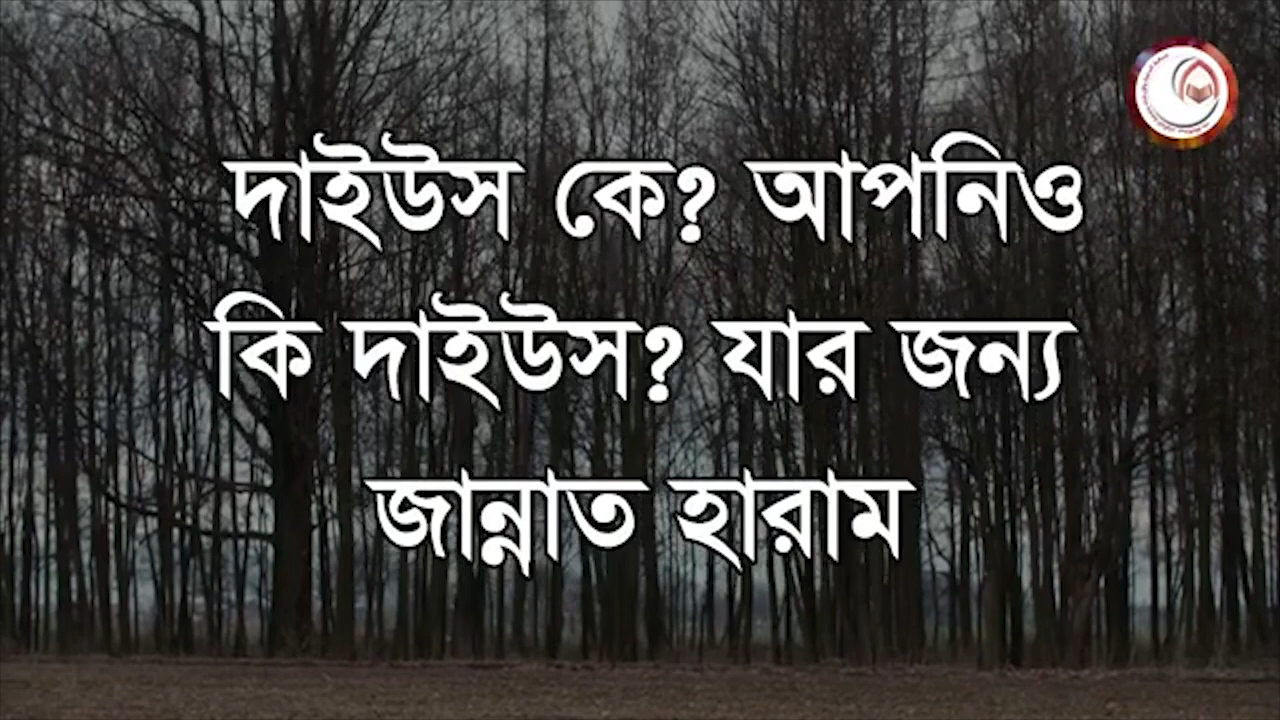 দাইউস কে? আপনিও
কি দাইউস? যার জন্য
জান্নাত হারাম